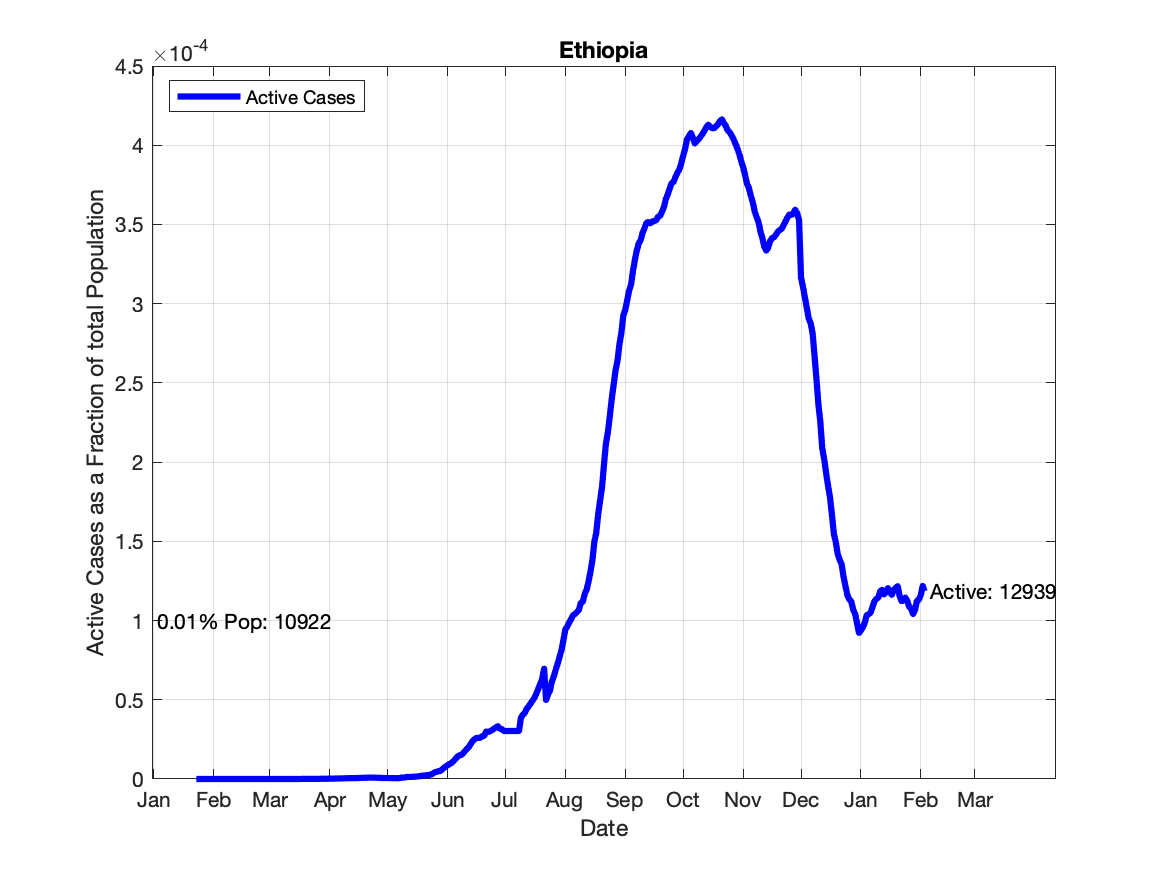 Ethiopia
×10-4
4.5
4
3.5
3
2.5
2
1.5
1
0.5
0
Active Cases as a Fraction of total Population
Active Cases
0.01% Pop: 10922
Active: 12939
Jan Feb Mar Apr May Jun Jul Aug Sep Oct Nov Dec Jan Feb Mar
Date